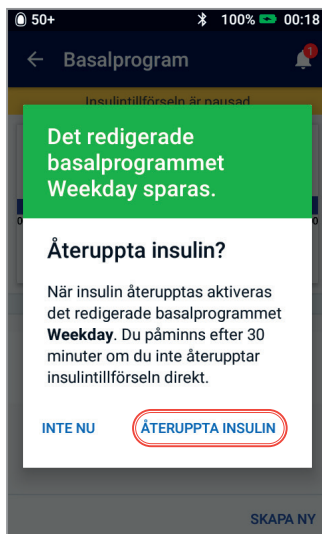 50+ 100% 00:18
Basalprogram 1
Insulintillförseln är pausad
Det redigerade
basalprogrammet
Weekday sparas.
Återuppta insulin?
När insulin återupptas aktiveras
det redigerade basalprogrammet
Weekday. Du påminns efter 30
minuter om du inte återupptar
insulintillförseln direkt.
INTE NU ÅTERUPPTA INSULIN
SKAPA NY